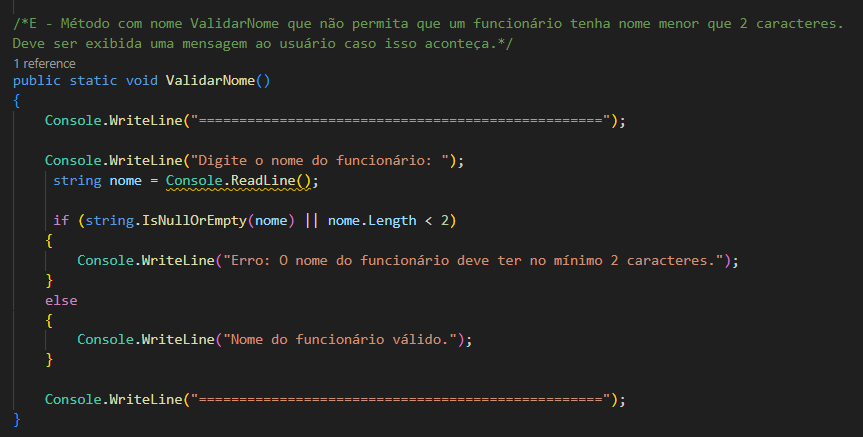 /*E - Método com nome ValidarNome que não permita que um funcionário tenha nome menor que 2 caracteres.
Deve ser exibida uma mensagem ao usuário caso isso aconteça.*/
1 reference
public static void ValidarNome()
{
    Console.WriteLine("==================================================");
    Console.WriteLine("Digite o nome do funcionário: ");
     string nome = Console.ReadLine();
     if (string.IsNullOrEmpty(nome) || nome.Length < 2)
    {
        Console.WriteLine("Erro: O nome do funcionário deve ter no mínimo 2 caracteres.");
    }
    else
    {
        Console.WriteLine("Nome do funcionário válido.");
    }
    Console.WriteLine("==================================================");
}